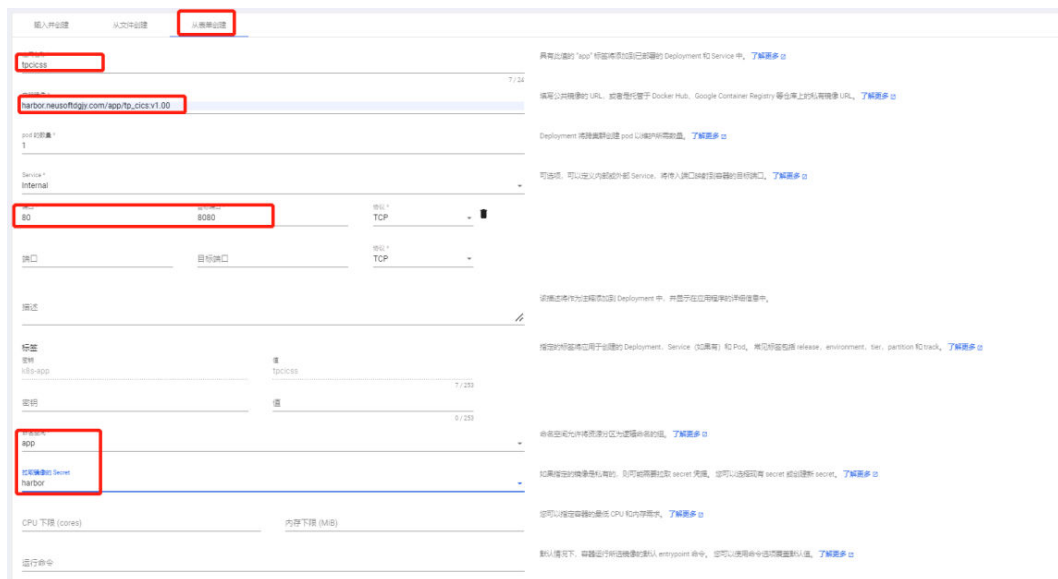 输入并创建 从文件创建 从表单创建
tpcicss
具有此值的 "app" 标签将添加到已部署的 Deployment 和 Service 中。 了解更多
7 / 24
harbor.neusoftdgjy.com/app/tp_cics:v1.00
填写公共镜像的 URL，或者是托管于 Docker Hub、Google Container Registry 等仓库上的私有镜像 URL。 了解更多
pod 的数量 *
1
Deployment 将跨集群创建 pod 以维护所需数量。 了解更多
Service *
Internal
可选项，可以定义内部或外部 Service，将传入端口映射到容器的目标端口。 了解更多
协议 *
80 8080 TCP
协议 *
端口 目标端口 TCP
描述
该描述将作为注释添加到 Deployment 中，并显示在应用程序的详细信息中。
标签
密钥 值
k8s-app tpcicss
指定的标签将应用于创建的 Deployment、Service（如果有）和 Pod。常见标签包括 release、environment、tier、partition 和 track。 了解更多
7 / 253
密钥 值
0 / 253
app
命名空间允许将资源分区为逻辑命名的组。 了解更多
拉取镜像的 Secret
harbor
如果指定的镜像是私有的，则可能需要拉取 secret 凭据。 您可以选择现有 secret 或创建新 secret。 了解更多
CPU 下限 (cores) 内存下限 (MiB)
您可以指定容器的最低 CPU 和内存需求。 了解更多
运行命令
默认情况下，容器运行所选镜像的默认 entrypoint 命令。 您可以使用命令选项覆盖默认值。 了解更多